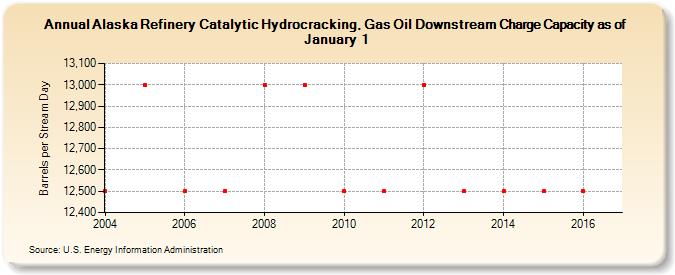 Annual Alaska Refinery Catalytic Hydrocracking, Gas Oil Downstream Charge Capacity as of
January 1
Barrels per Stream Day
13,100
13,000
12,900
12,800
12,700
12,600
12,500
12,400
2004 2006 2008 2010 2012 2014 2016
Source: U.S. Energy Information Administration